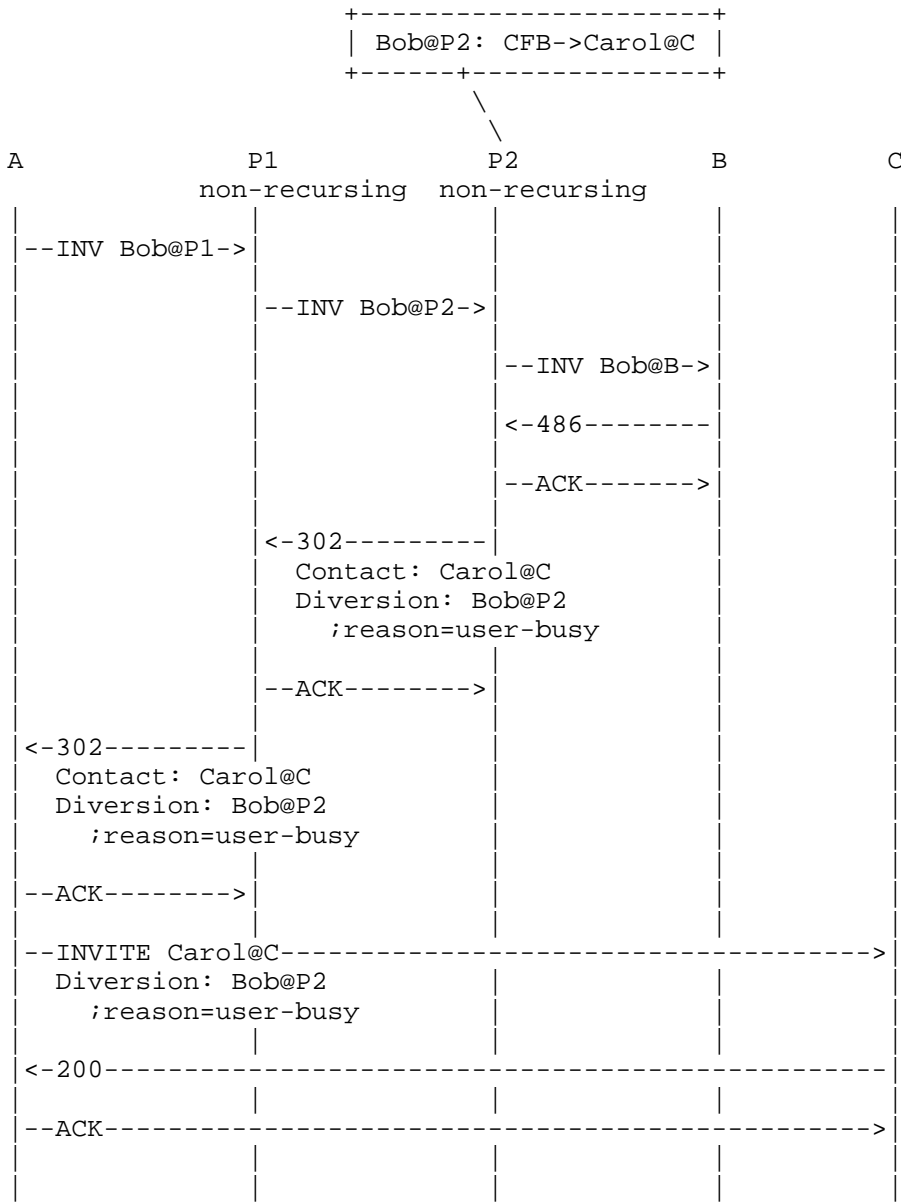 Bob@P2: CFB->Carol@C
A P1 P2 B C
non-recursing non-recursing
--INV Bob@P1->
--INV Bob@P2->
--INV Bob@B->
<-486--------
--ACK------->
<-302---------
Contact: Carol@C
Diversion: Bob@P2
;reason=user-busy
--ACK-------->
<-302---------
Contact: Carol@C
Diversion: Bob@P2
;reason=user-busy
--ACK-------->
--INVITE Carol@C------------------------------------->
Diversion: Bob@P2
;reason=user-busy
<-200-------------------------------------------------
--ACK------------------------------------------------>